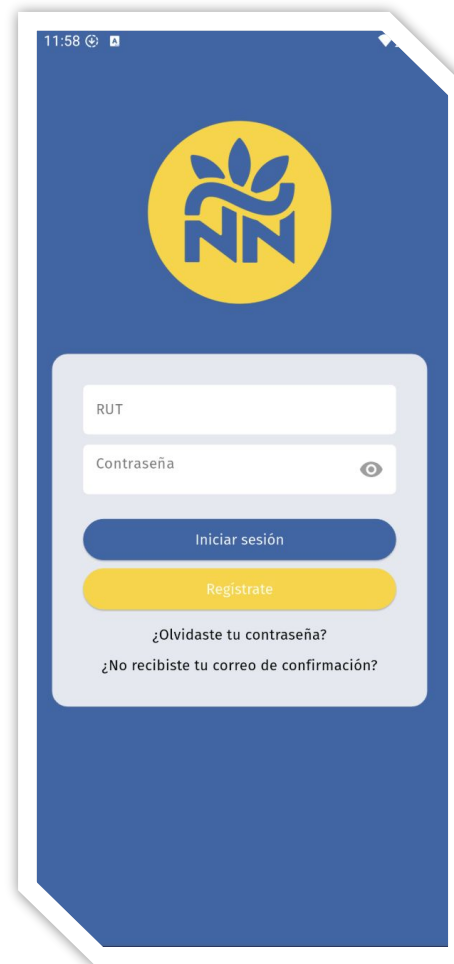 11:58
A
NN
RUT
Contraseña
Iniciar sesión
Regístrate
¿Olvidaste tu contraseña?
¿No recibiste tu correo de confirmación?